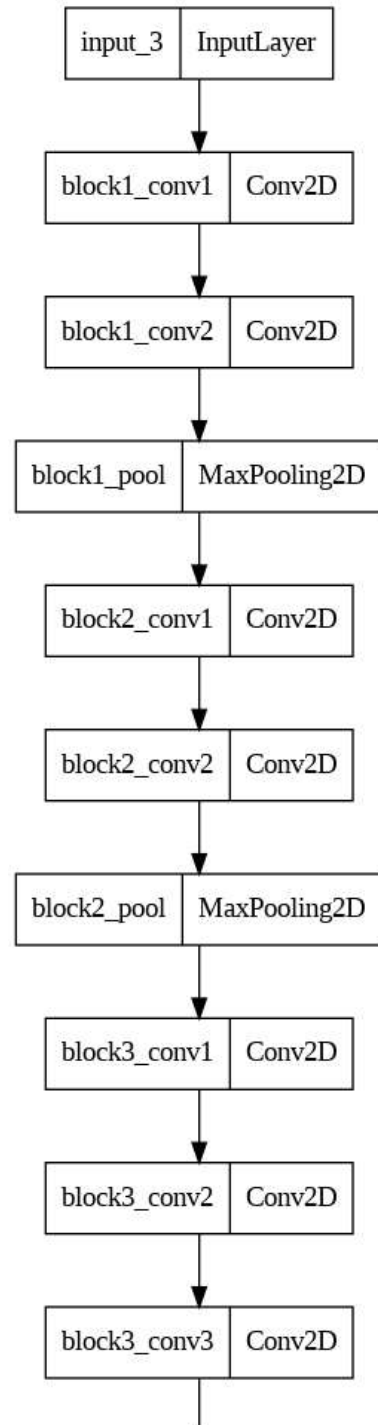 input_3 InputLayer
block1_conv1 Conv2D
block1_conv2 Conv2D
block1_pool MaxPooling2D
block2_conv1 Conv2D
block2_conv2 Conv2D
block2_pool MaxPooling2D
block3_conv1 Conv2D
block3_conv2 Conv2D
block3_conv3 Conv2D